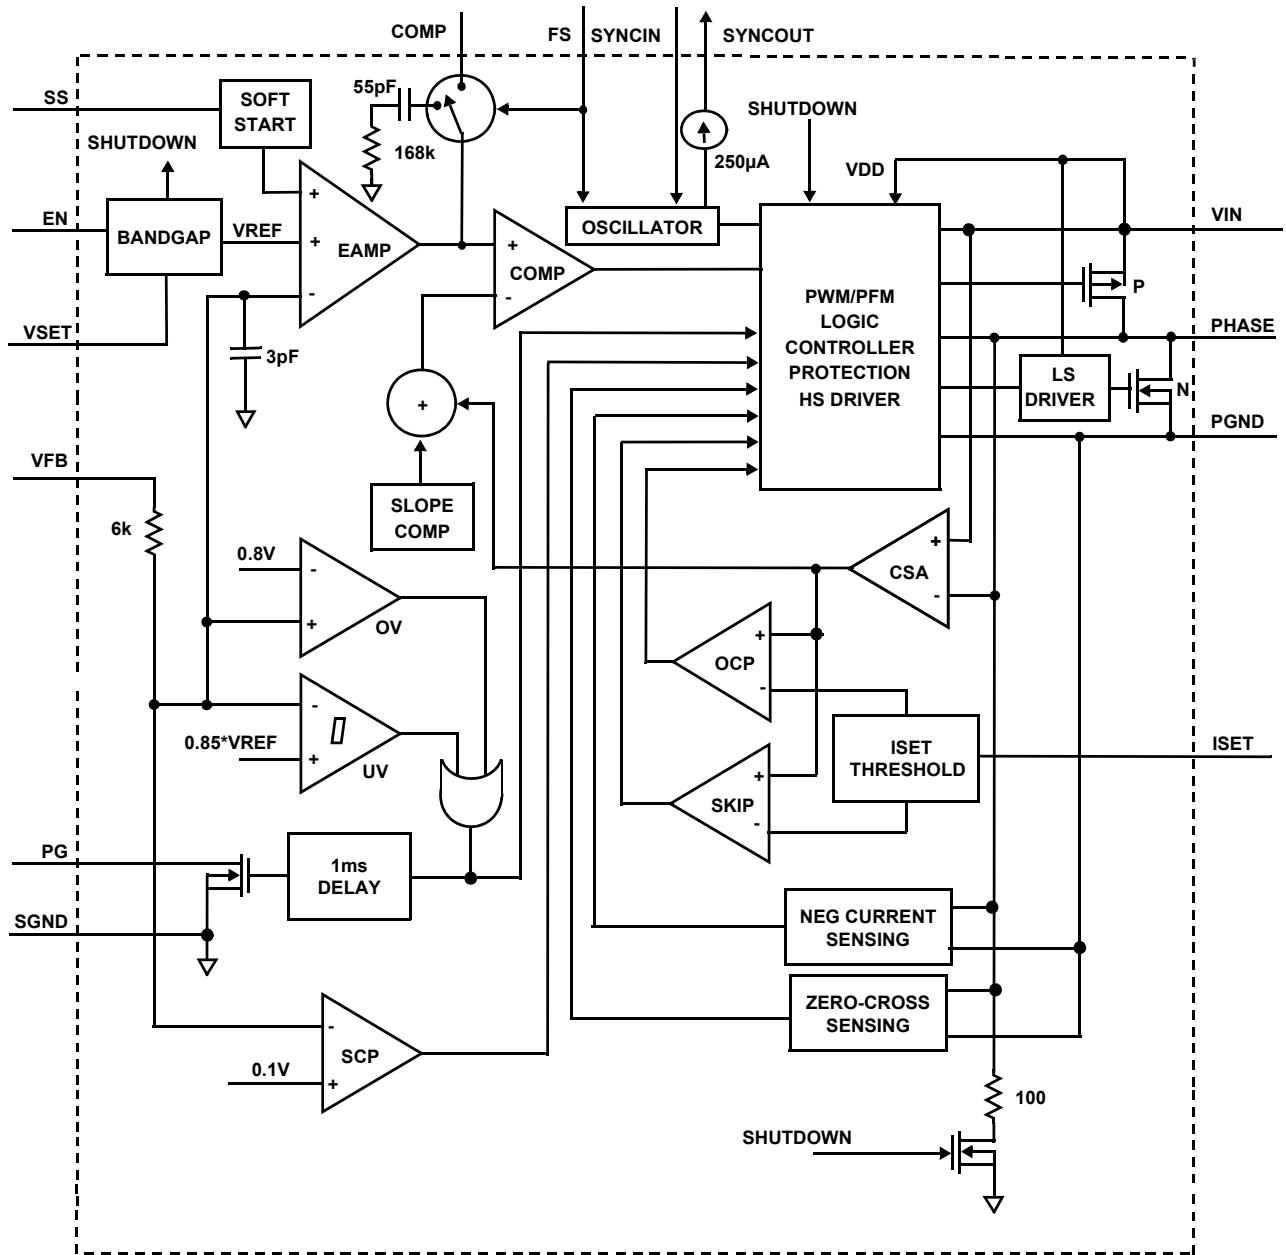 COMP
FS
SYNCIN
SYNCOUT
55pF
SS
SOFT
START
SHUTDOWN
168k
250µA
SHUTDOWN
VDD
EN
BANDGAP
VREF
+
+
-
EAMP
+
-
COMP
OSCILLATOR
VIN
P
PWM/PFM
LOGIC
CONTROLLER
PROTECTION
HS DRIVER
VSET
3pF
PHASE
LS
DRIVER
N
+
PGND
VFB
SLOPE
COMP
6k
0.8V
-
+
OV
+
-
CSA
+
-
OCP
0.85*VREF
-
+
UV
ISET
THRESHOLD
ISET
+
-
SKIP
PG
1ms
DELAY
SGND
NEG CURRENT
SENSING
ZERO-CROSS
SENSING
-
+
SCP
0.1V
100
SHUTDOWN